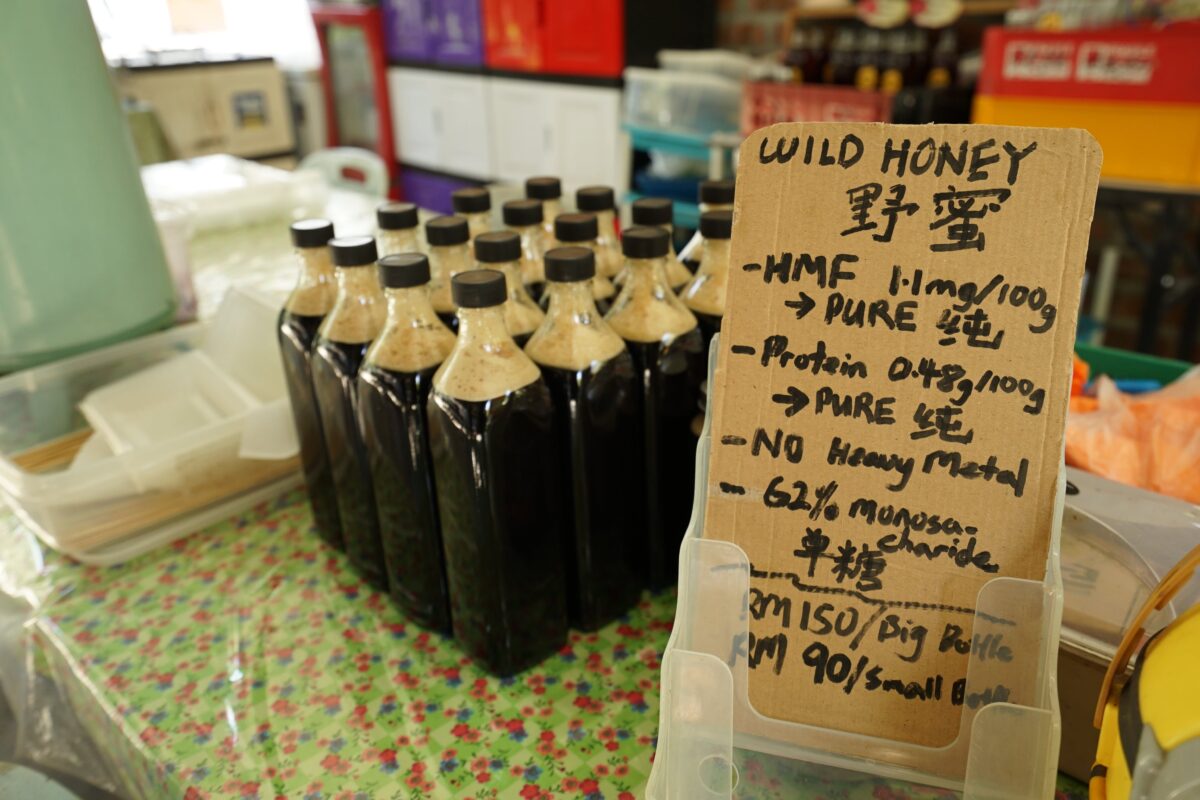 WILD HONEY
野蜜
- HMF 1.1mg/100g
→ PURE 纯
- Protein 0.48g/100g
→ PURE 纯
- NO Heavy Metal
- 62% monosa-
charide
单糖
RM150/Big Bottle
RM 90/small Bottle